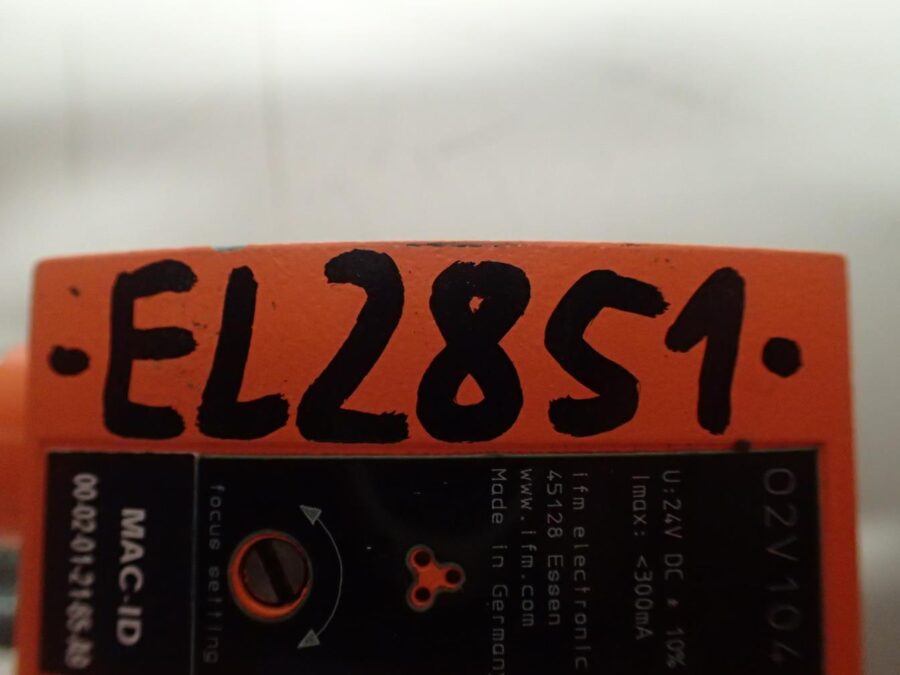 EL2851
O2V104
U:24V DC ± 10%
Imax: <300mA
ifm electronic
45128 Essen
www.ifm.com
Made in German
focus setting
MAC-ID